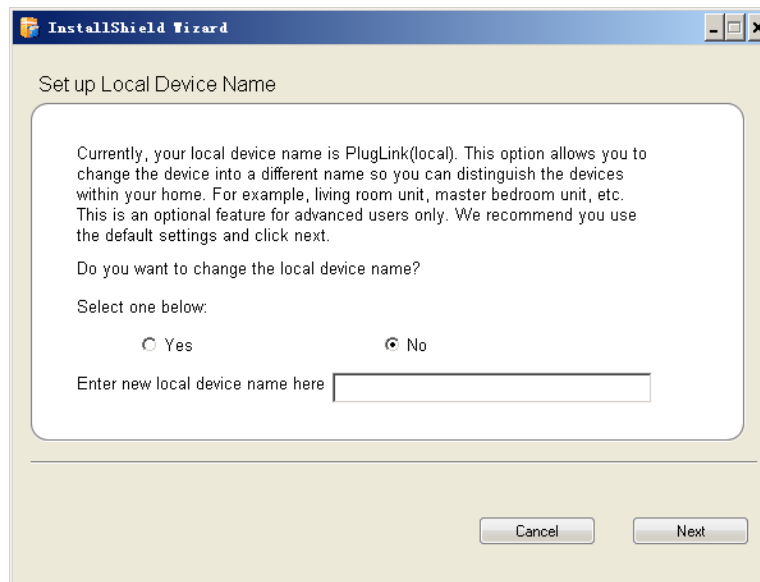 InstallShield Wizard
Set up Local Device Name
Currently, your local device name is PlugLink(local). This option allows you to
change the device into a different name so you can distinguish the devices
within your home. For example, living room unit, master bedroom unit, etc.
This is an optional feature for advanced users only. We recommend you use
the default settings and click next.
Do you want to change the local device name?
Select one below:
Yes No
Enter new local device name here
Cancel Next